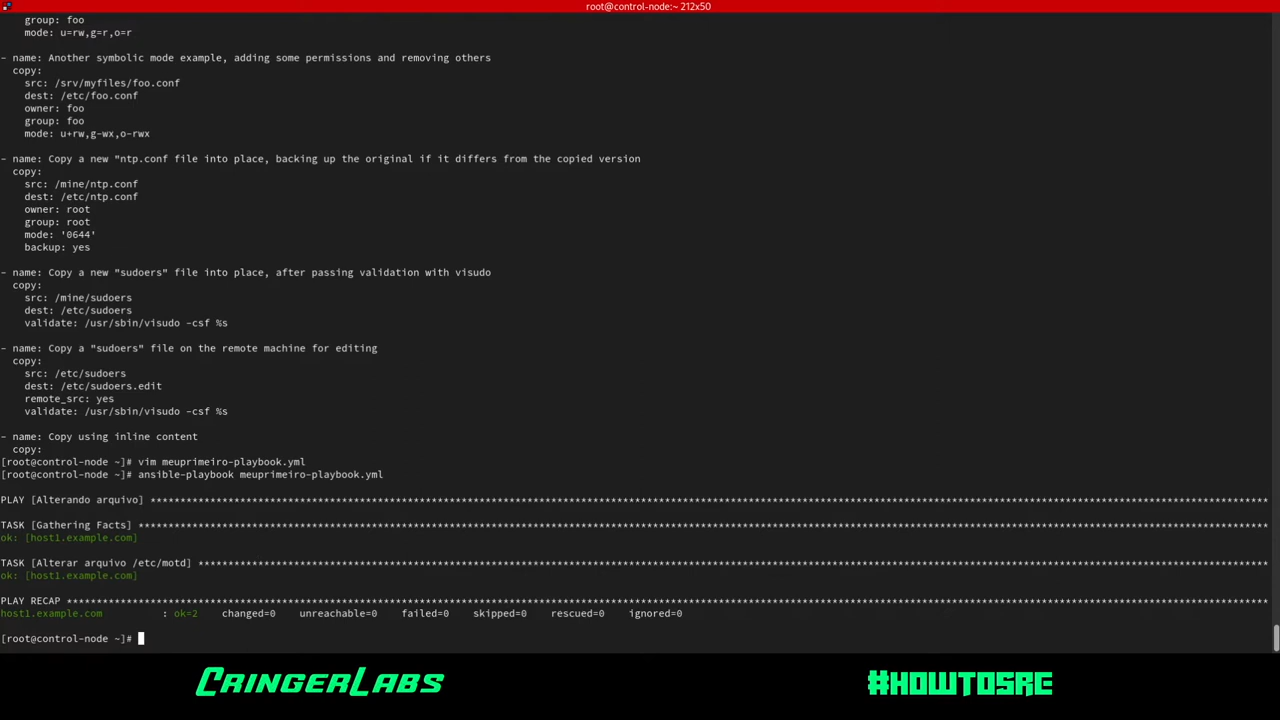 root@control-node:~ 212x50
group: foo
mode: u=rw,g=r,o=r
- name: Another symbolic mode example, adding some permissions and removing others
copy:
src: /srv/myfiles/foo.conf
dest: /etc/foo.conf
owner: foo
group: foo
mode: u+rw,g-wx,o-rwx
- name: Copy a new "ntp.conf file into place, backing up the original if it differs from the copied version
copy:
src: /mine/ntp.conf
dest: /etc/ntp.conf
owner: root
group: root
mode: '0644'
backup: yes
- name: Copy a new "sudoers" file into place, after passing validation with visudo
copy:
src: /mine/sudoers
dest: /etc/sudoers
validate: /usr/sbin/visudo -csf %s
- name: Copy a "sudoers" file on the remote machine for editing
copy:
src: /etc/sudoers
dest: /etc/sudoers.edit
remote_src: yes
validate: /usr/sbin/visudo -csf %s
- name: Copy using inline content
copy:
[root@control-node ~]# vim meuprimeiro-playbook.yml
[root@control-node ~]# ansible-playbook meuprimeiro-playbook.yml
PLAY [Alterando arquivo] ****************************************************************************************************************************************************************************************
TASK [Gathering Facts] ******************************************************************************************************************************************************************************************
ok: [host1.example.com]
TASK [Alterar arquivo /etc/motd] ********************************************************************************************************************************************************************************
ok: [host1.example.com]
PLAY RECAP ******************************************************************************************************************************************************************************************************
host1.example.com : ok=2 changed=0 unreachable=0 failed=0 skipped=0 rescued=0 ignored=0
[root@control-node ~]#
CRINGERLABS #HOWTOSRE